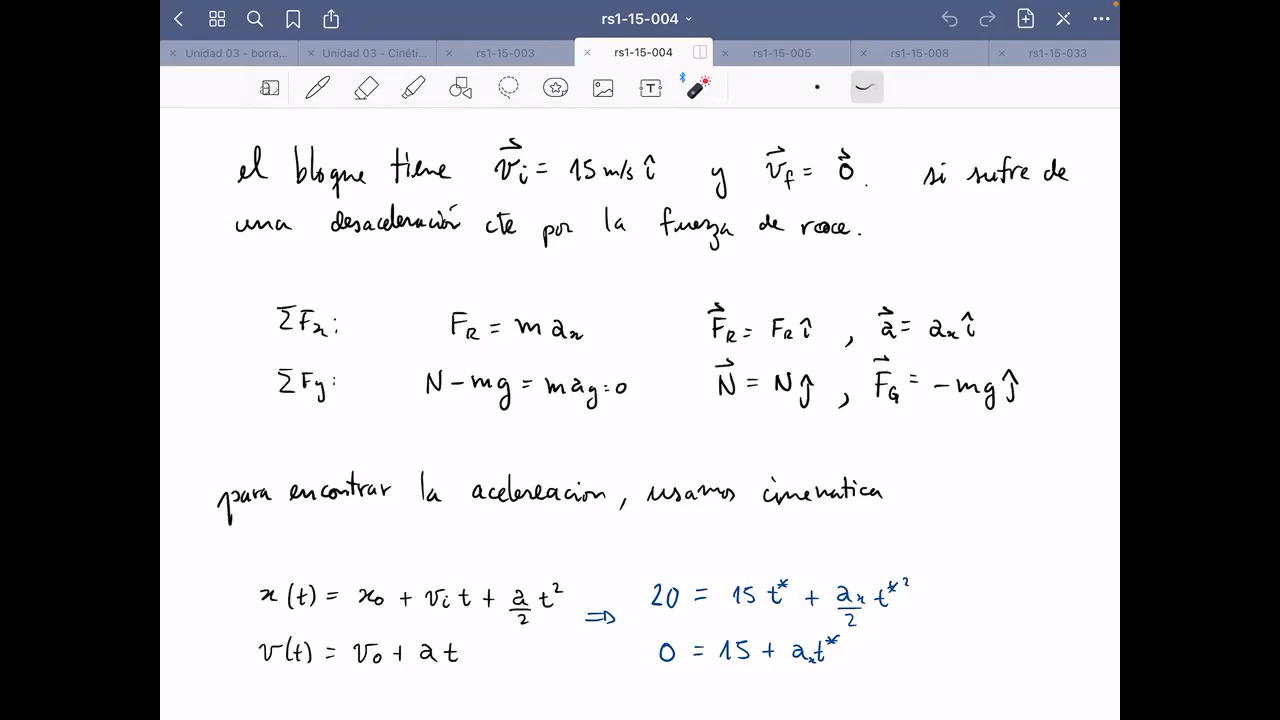 rs1-15-004
Unidad 03 - borra... Unidad 03 - Cinéti... rs1-15-003 rs1-15-004 rs1-15-005 rs1-15-008 rs1-15-033
T
el bloque tiene v⃗i = 15 m/s î y v⃗f = 0⃗. si sufre de
una desaceleración cte por la fuerza de roce.
ΣFx: FR = m ax F⃗R = FR î , a⃗ = ax î
ΣFy: N - mg = may = 0 N⃗ = N ĵ , F⃗G = -mg ĵ
para encontrar la acelereacion, usamos cinematica
x(t) = x0 + vi t + a/2 t² ⇒ 20 = 15 t* + ax/2 t*²
v(t) = v0 + at 0 = 15 + axt*